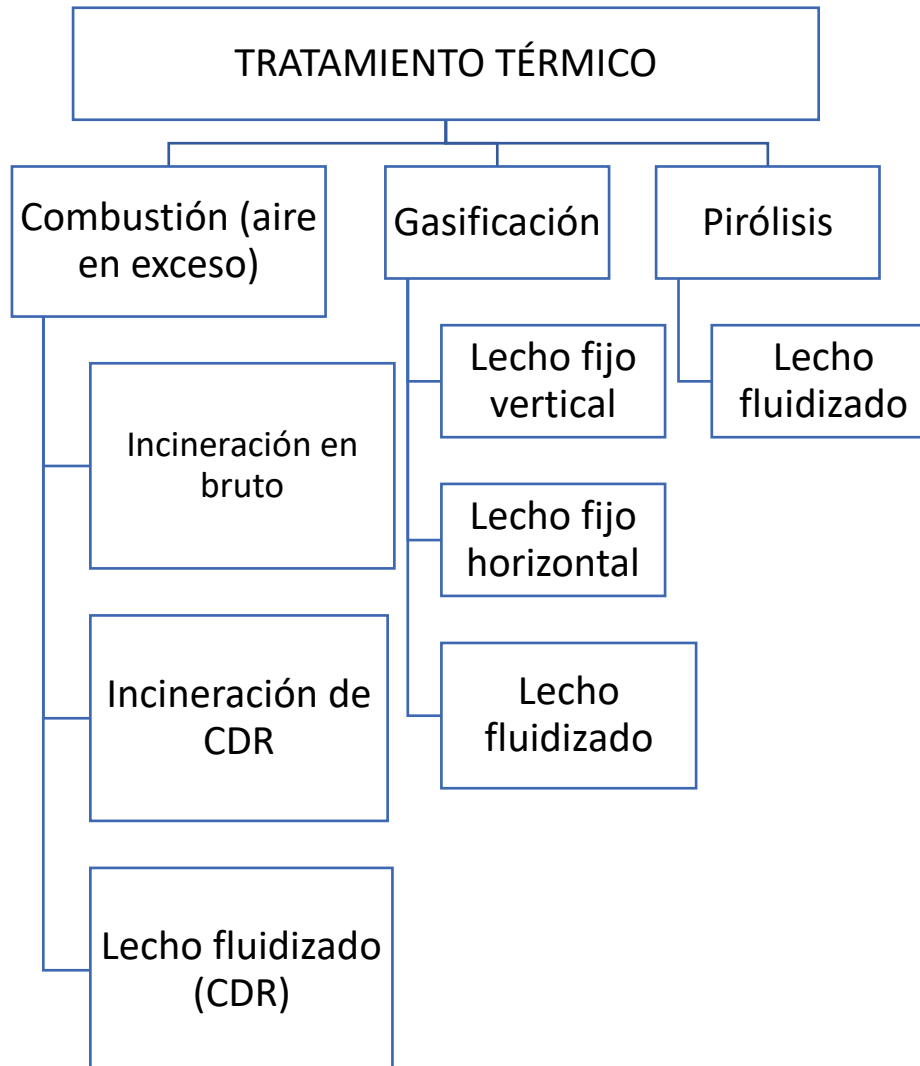 TRATAMIENTO TÉRMICO
Combustión (aire
en exceso)
Incineración en
bruto
Incineración de
CDR
Lecho fluidizado
(CDR)
Gasificación
Lecho fijo
vertical
Lecho fijo
horizontal
Lecho
fluidizado
Pirólisis
Lecho
fluidizado